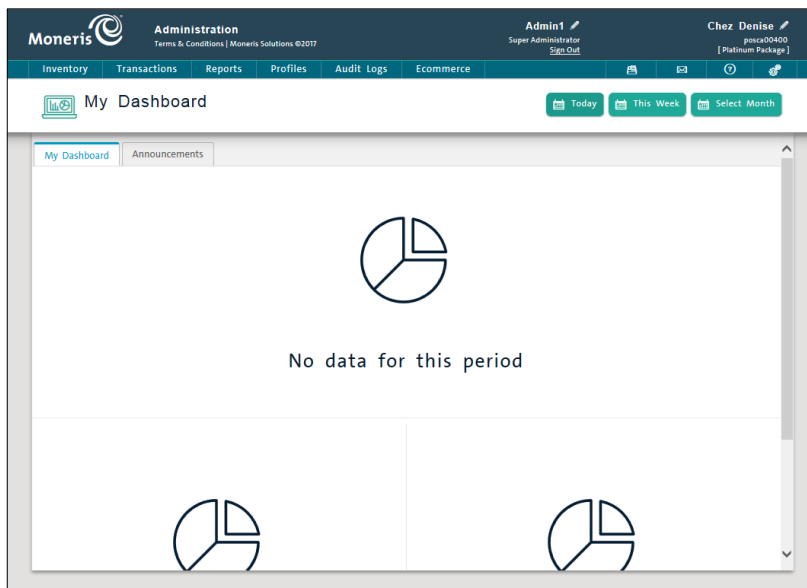 Moneris
Administration
Terms & Conditions | Moneris Solutions ©2017
Admin1
Super Administrator
Sign Out
Chez Denise
posca00400
[ Platinum Package ]
Inventory Transactions Reports Profiles Audit Logs Ecommerce
My Dashboard
Today This Week Select Month
My Dashboard Announcements
No data for this period